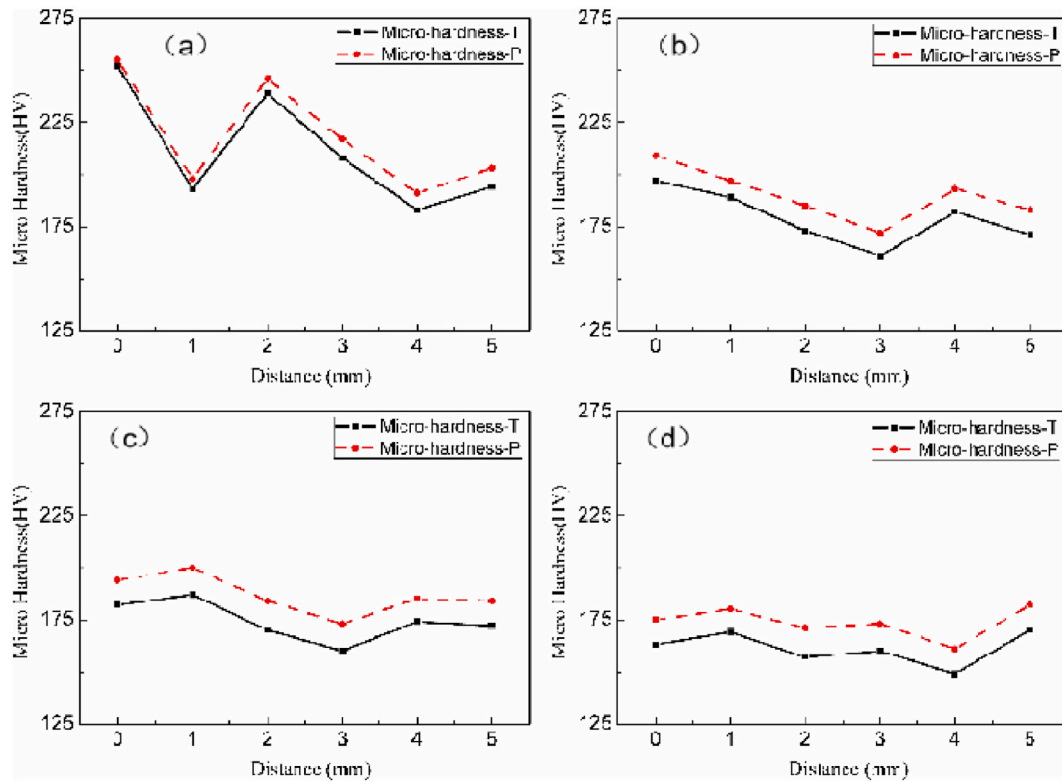 275
225
175
125
Micro Hardness(HV)
(a)
Micro-hardness-T
Micro-hardness-P
0 1 2 3 4 5
Distance (mm)
275
225
175
125
Micro Hardness(HV)
(b)
Micro-hardness-T
Micro-hardness-P
0 1 2 3 4 5
Distance (mm)
275
225
175
125
Micro Hardness(HV)
(c)
Micro-hardness-T
Micro-hardness-P
0 1 2 3 4 5
Distance (mm)
275
225
175
125
Micro Hardness(HV)
(d)
Micro-hardness-T
Micro-hardness-P
0 1 2 3 4 5
Distance (mm)